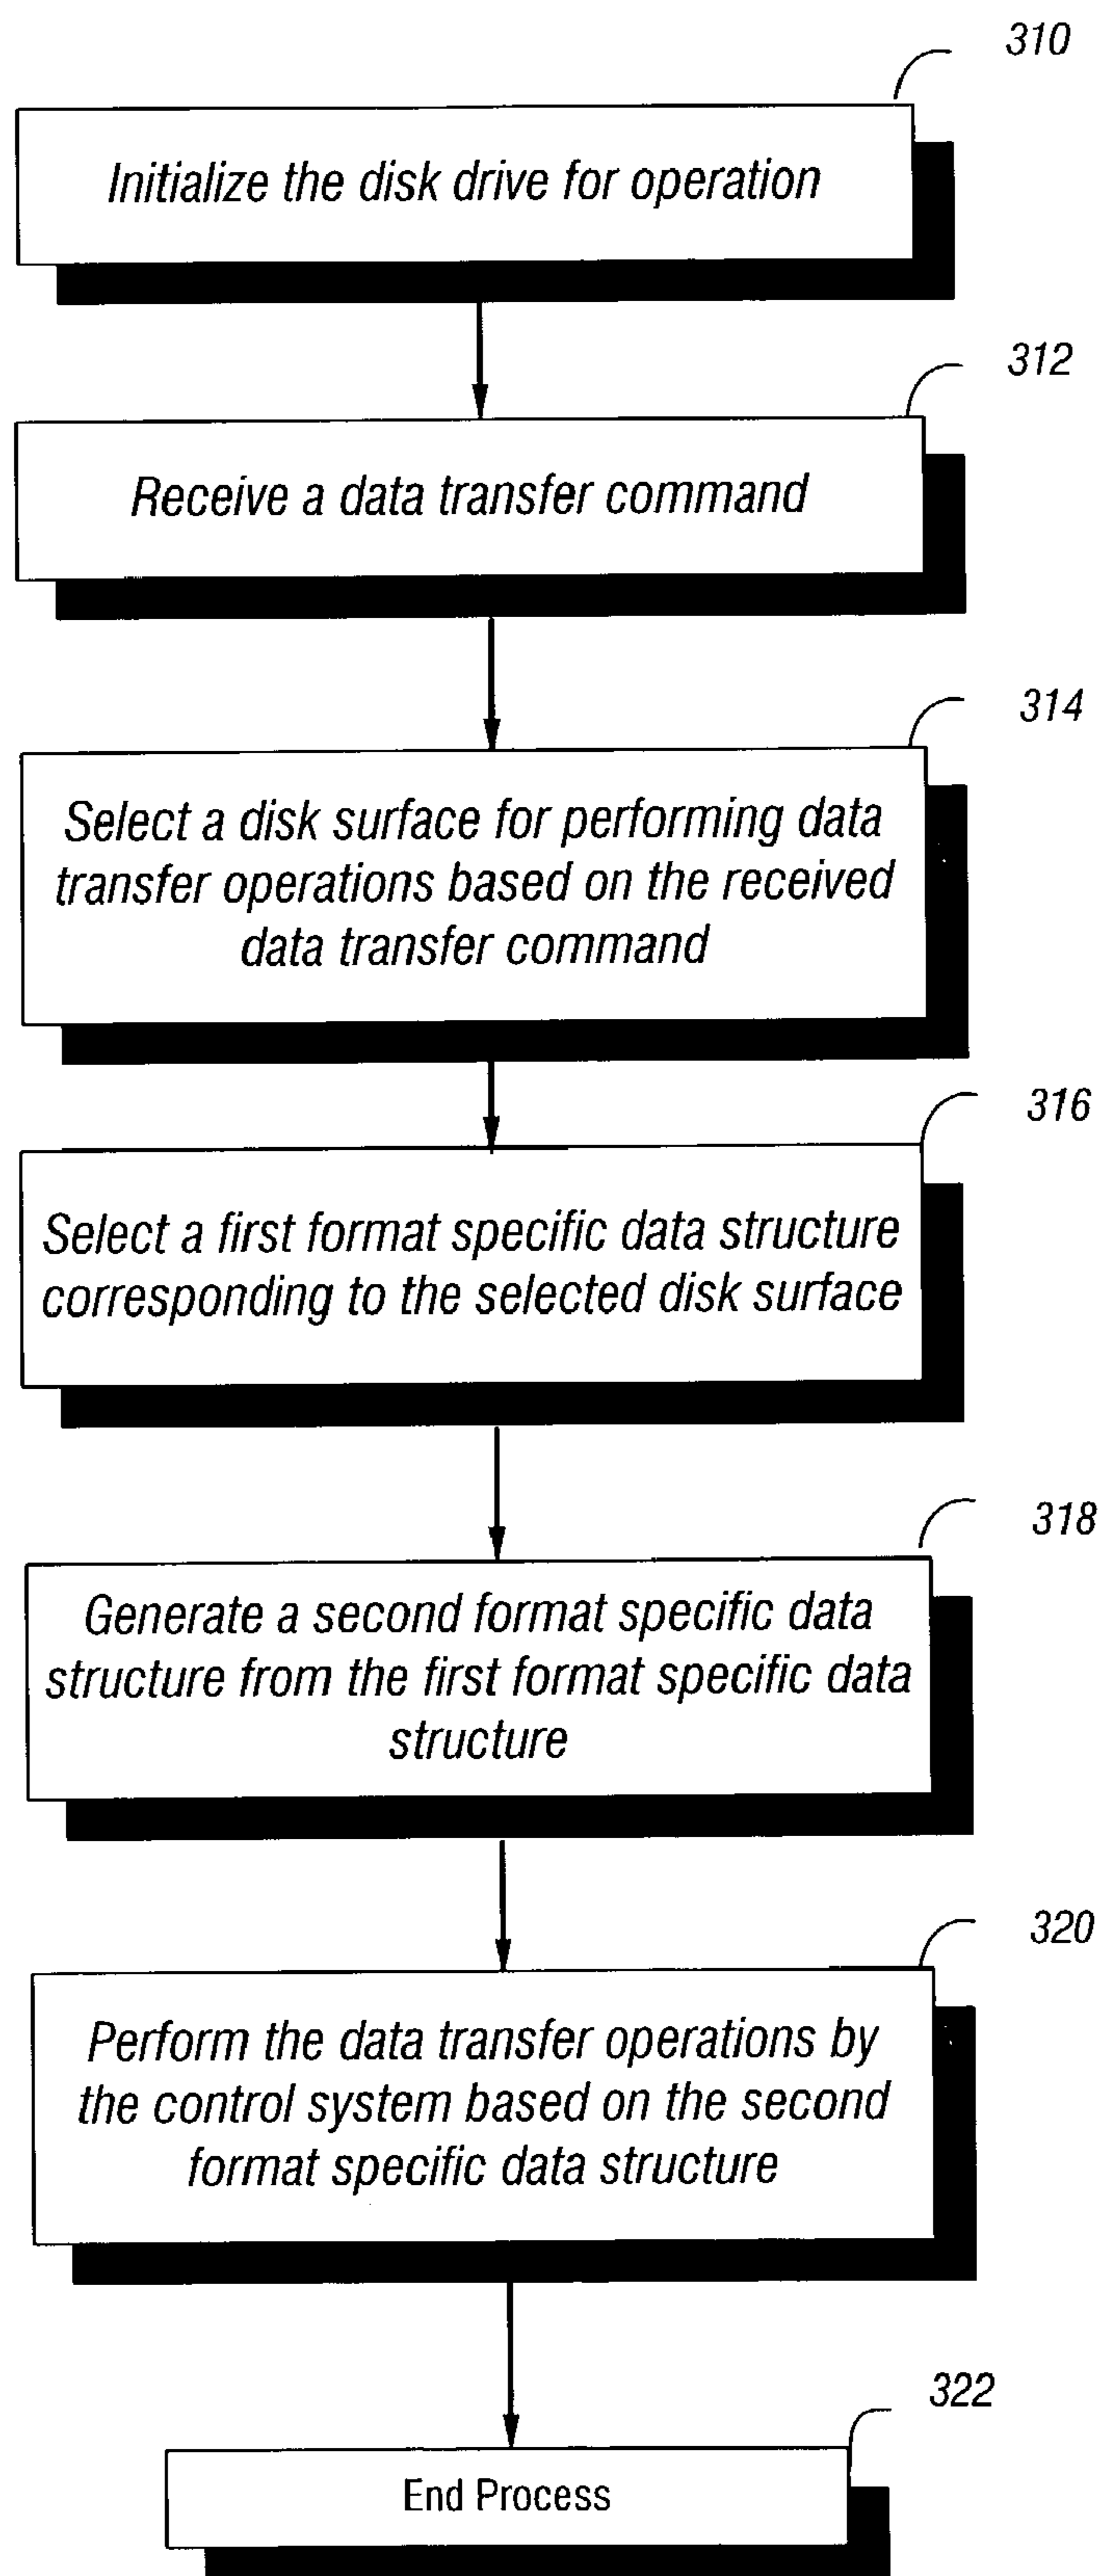 310
Initialize the disk drive for operation
312
Receive a data transfer command
314
Select a disk surface for performing data
transfer operations based on the received
data transfer command
316
Select a first format specific data structure
corresponding to the selected disk surface
318
Generate a second format specific data
structure from the first format specific data
structure
320
Perform the data transfer operations by
the control system based on the second
format specific data structure
322
End Process